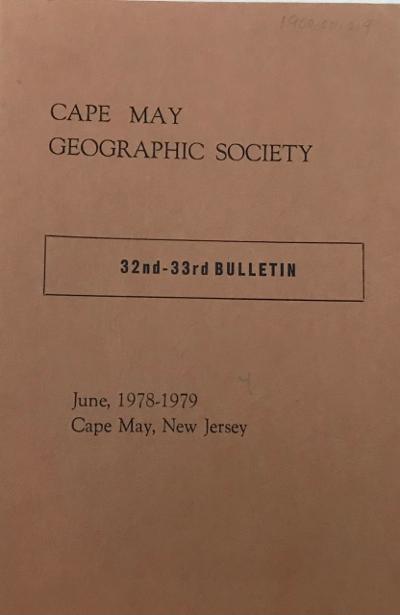 CAPE MAY
GEOGRAPHIC SOCIETY
32nd-33rd BULLETIN
June, 1978-1979
Cape May, New Jersey